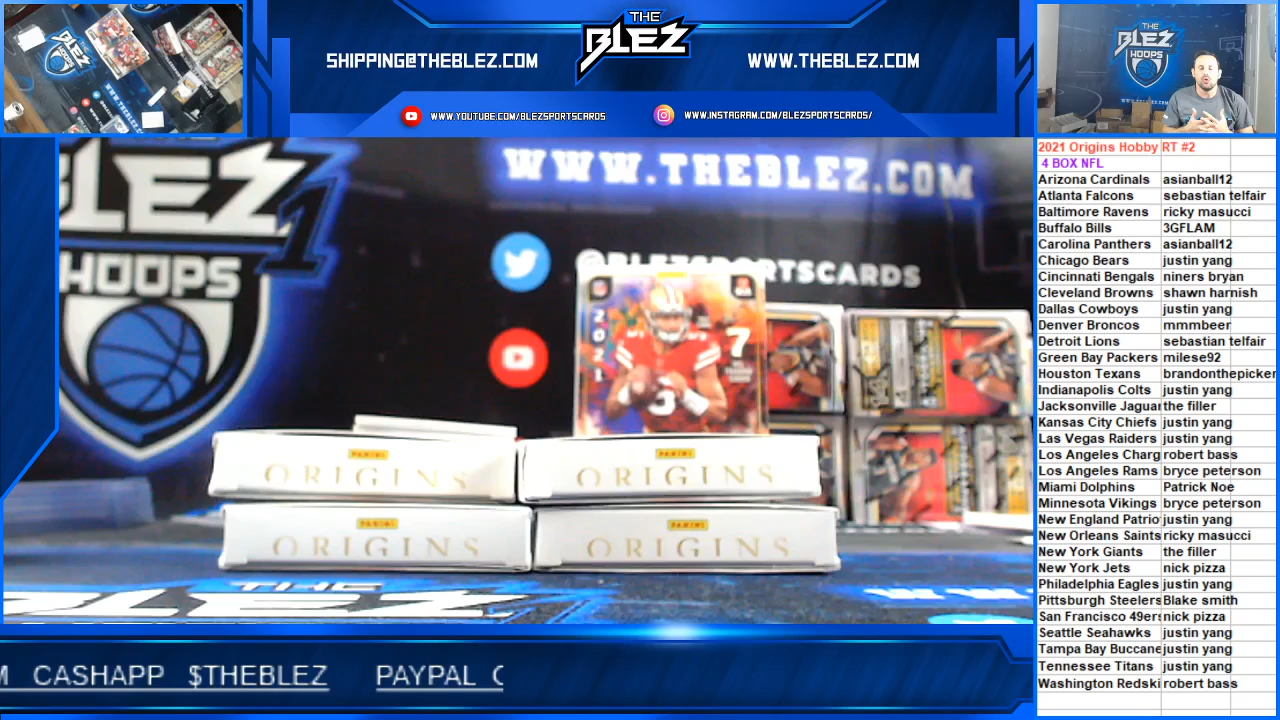 THE
BLEZ
SHIPPING@THEBLEZ.COM
WWW.THEBLEZ.COM
WWW.YOUTUBE.COM/BLEZSPORTSCARDS
WWW.INSTAGRAM.COM/BLEZSPORTSCARDS/
BLEZ
HOOPS
WWW.THEBLEZ.COM
BLEZ
HOOPS
WWW.THEBLEZ.COM
@BLEZSPORTSCARDS
2021
7
PANINI
ORIGINS
PANINI
ORIGINS
PANINI
ORIGINS
PANINI
ORIGINS
THE
CASHAPP $THEBLEZ PAYPAL
2021 Origins Hobby RT #2
4 BOX NFL
Arizona Cardinals asianball12
Atlanta Falcons sebastian telfair
Baltimore Ravens ricky masucci
Buffalo Bills 3GFLAM
Carolina Panthers asianball12
Chicago Bears justin yang
Cincinnati Bengals niners bryan
Cleveland Browns shawn harnish
Dallas Cowboys justin yang
Denver Broncos mmmbeer
Detroit Lions sebastian telfair
Green Bay Packers milese92
Houston Texans brandonthepicker
Indianapolis Colts justin yang
Jacksonville Jaguar the filler
Kansas City Chiefs justin yang
Las Vegas Raiders justin yang
Los Angeles Charg robert bass
Los Angeles Rams bryce peterson
Miami Dolphins Patrick Noe
Minnesota Vikings bryce peterson
New England Patrio justin yang
New Orleans Saints ricky masucci
New York Giants the filler
New York Jets nick pizza
Philadelphia Eagles justin yang
Pittsburgh Steelers Blake smith
San Francisco 49ers nick pizza
Seattle Seahawks justin yang
Tampa Bay Buccane justin yang
Tennessee Titans justin yang
Washington Redski robert bass